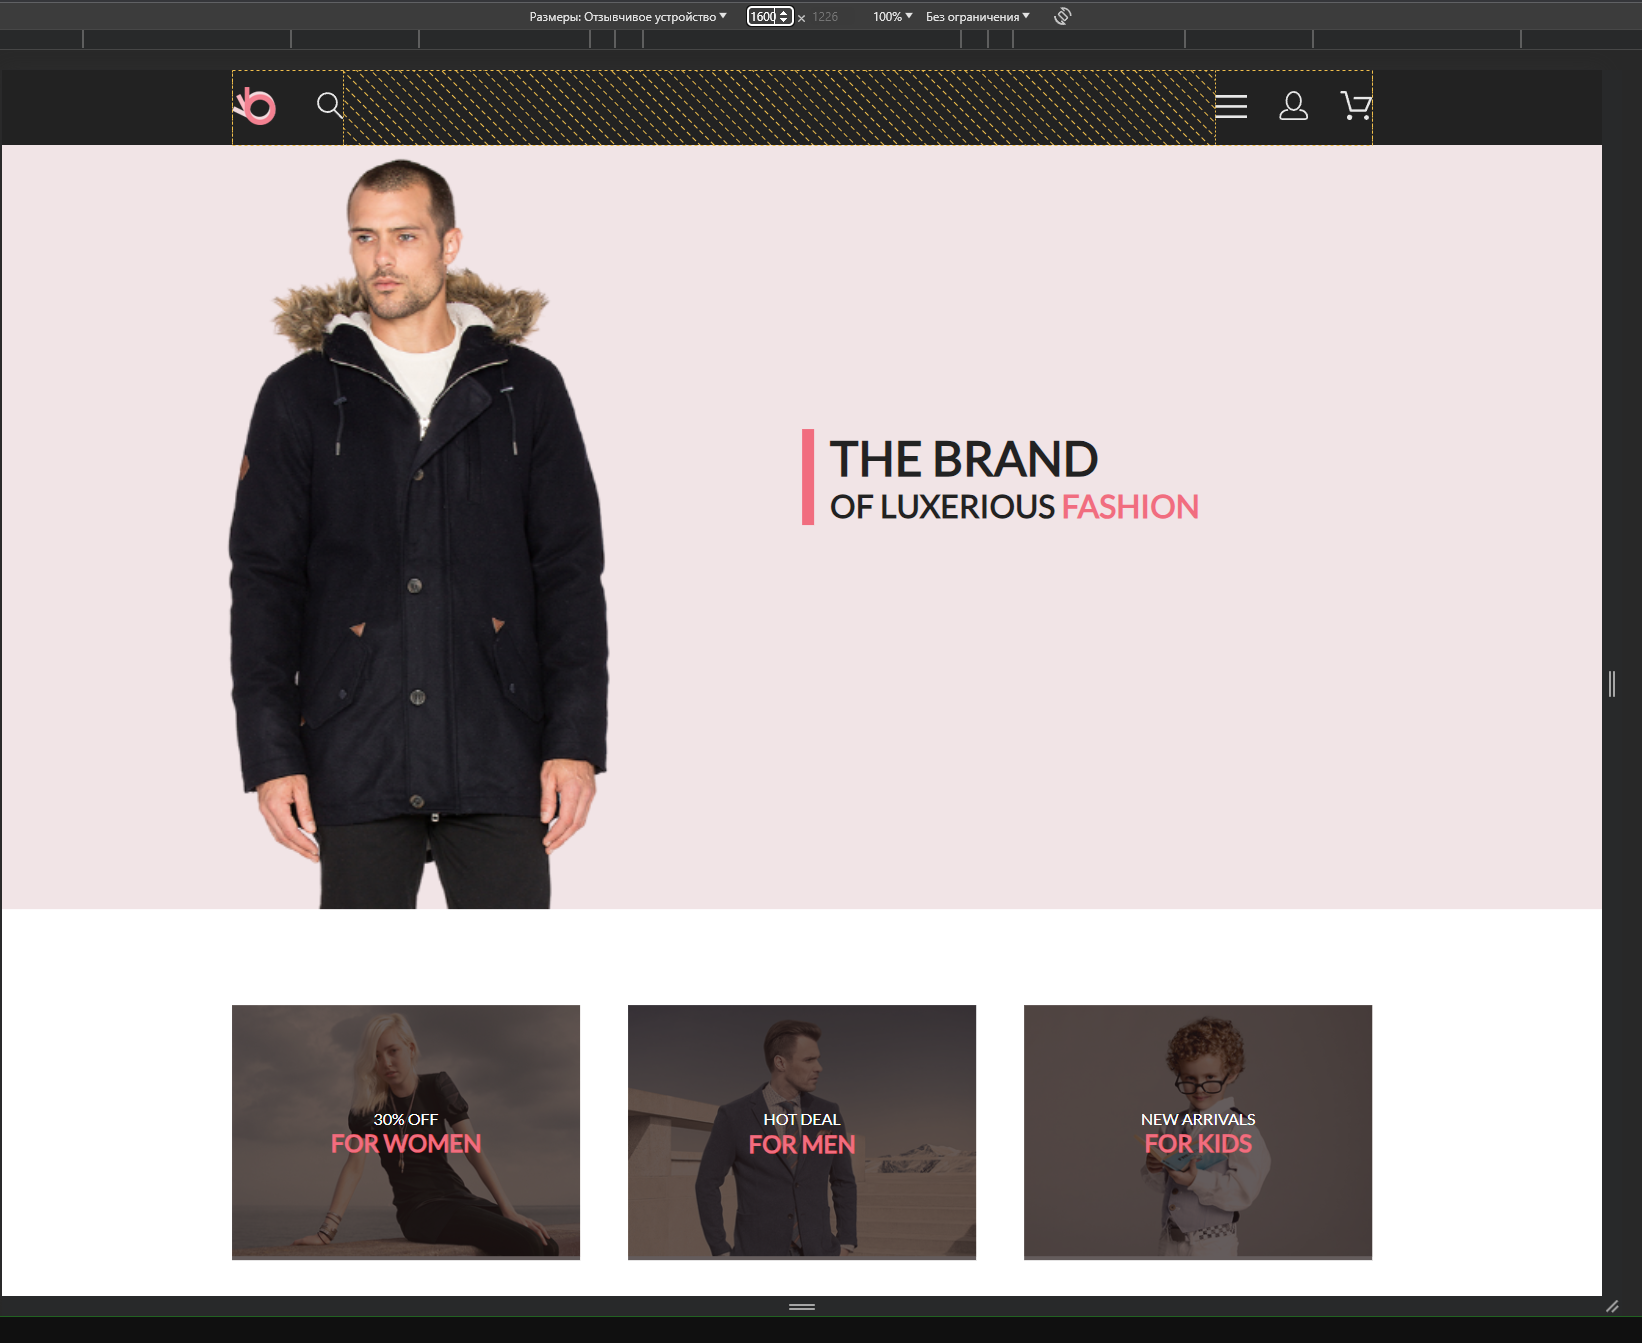 Размеры: Отзывчивое устройство 1600 × 1226 100% Без ограничения
THE BRAND
OF LUXERIOUS FASHION
30% OFF
FOR WOMEN
HOT DEAL
FOR MEN
NEW ARRIVALS
FOR KIDS